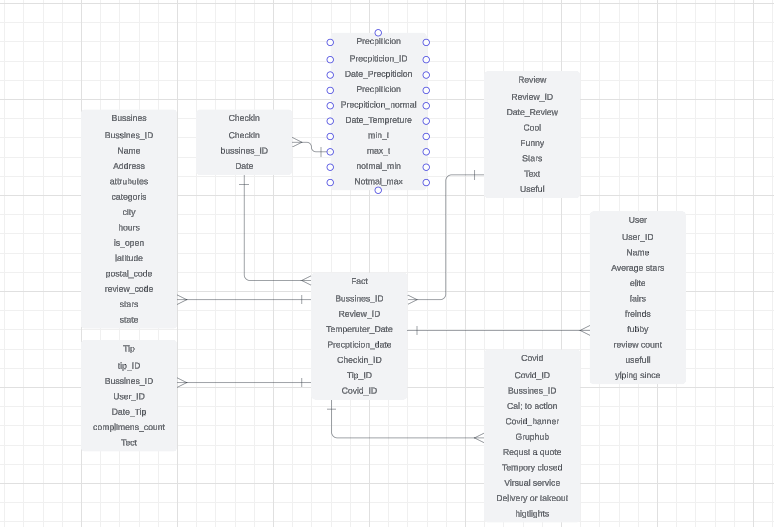 Precpiticion
Precpiticion_ID
Date_Precpiticion
Precpiticion
Precpiticion_normal
Date_Tempreture
min_t
max_t
notmal_min
Notmal_max
Review
Review_ID
Date_Review
Cool
Funny
Stars
Text
Useful
Bussines
Bussines_ID
Name
Address
attrubutes
categoris
city
hours
is_open
latitude
postal_code
review_code
stars
state
Checkin
Checkin
bussines_ID
Date
User
User_ID
Name
Average stars
elite
fairs
freinds
fubby
review count
usefull
ylping since
Fact
Bussines_ID
Review_ID
Temperuter_Date
Precpticion_date
Checkin_ID
Tip_ID
Covid_ID
Tip
tip_ID
Bussines_ID
User_ID
Date_Tip
complimens_count
Tect
Covid
Covid_ID
Bussines_ID
Cal; to action
Covid_hanner
Gruphub
Requst a quote
Tempory closed
Virsual service
Delivery or takeout
higtlights